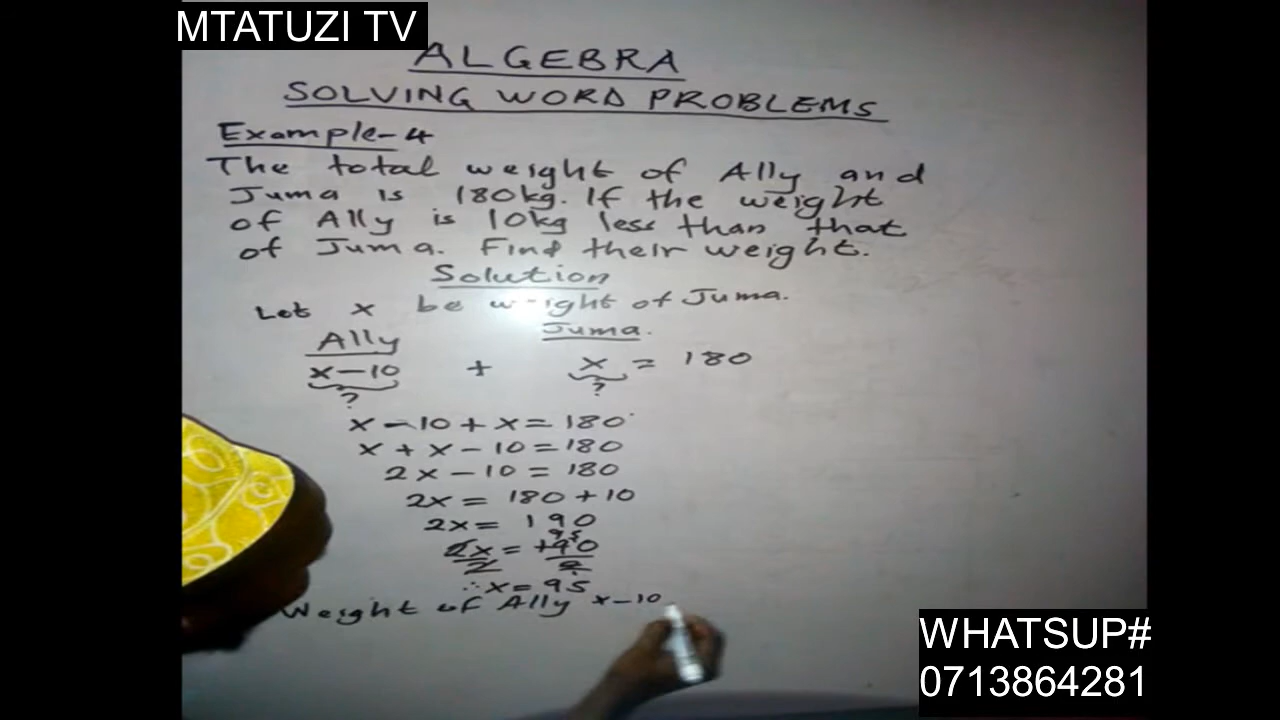 MTATUZI TV
ALGEBRA
SOLVING WORD PROBLEMS
Example-4
The total weight of Ally and
Juma is 180kg. If the weight
of Ally is 10kg less than that
of Juma. Find their weight.
Solution
Let x be weight of Juma.
Ally Juma.
x-10 + x = 180
? ?
x-10+x=180
x+x-10=180
2x-10=180
2x=180+10
2x=190
95
2x/2=190/2
∴x=95
Weight of Ally x-10
WHATSUP#
0713864281